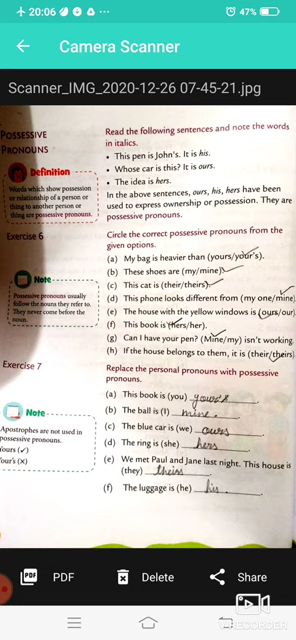 20:06
47%
Camera Scanner
Scanner_IMG_2020-12-26 07-45-21.jpg
POSSESSIVE
PRONOUNS
Definition
Words which show possession
or relationship of a person or
thing to another person or
thing are possessive pronouns.
Read the following sentences and note the words
in italics.
• This pen is John's. It is his.
• Whose car is this? It is ours.
• The idea is hers.
In the above sentences, ours, his, hers have been
used to express ownership or possession. They are
possessive pronouns.
Exercise 6
Circle the correct possessive pronouns from the
given options.
Note
Possessive pronouns usually
follow the nouns they refer to.
They never come before the
noun.
(a) My bag is heavier than (yours/your's).
(b) These shoes are (my/mine).
(c) This cat is (their/theirs).
(d) This phone looks different from (my one/mine)
(e) The house with the yellow windows is (ours/our)
(f) This book is (hers/her).
(g) Can I have your pen? (Mine/my) isn't working.
(h) If the house belongs to them, it is (their/theirs)
Exercise 7
Replace the personal pronouns with possessive
pronouns.
Note
Apostrophes are not used in
possessive pronouns.
Yours (✓)
Your's (X)
(a) This book is (you) yours
(b) The ball is (I) mine.
(c) The blue car is (we) ours
(d) The ring is (she) hers
(e) We met Paul and Jane last night. This house is
(they) theirs
(f) The luggage is (he) his.
PDF
PDF
Delete
Share
RECORDER